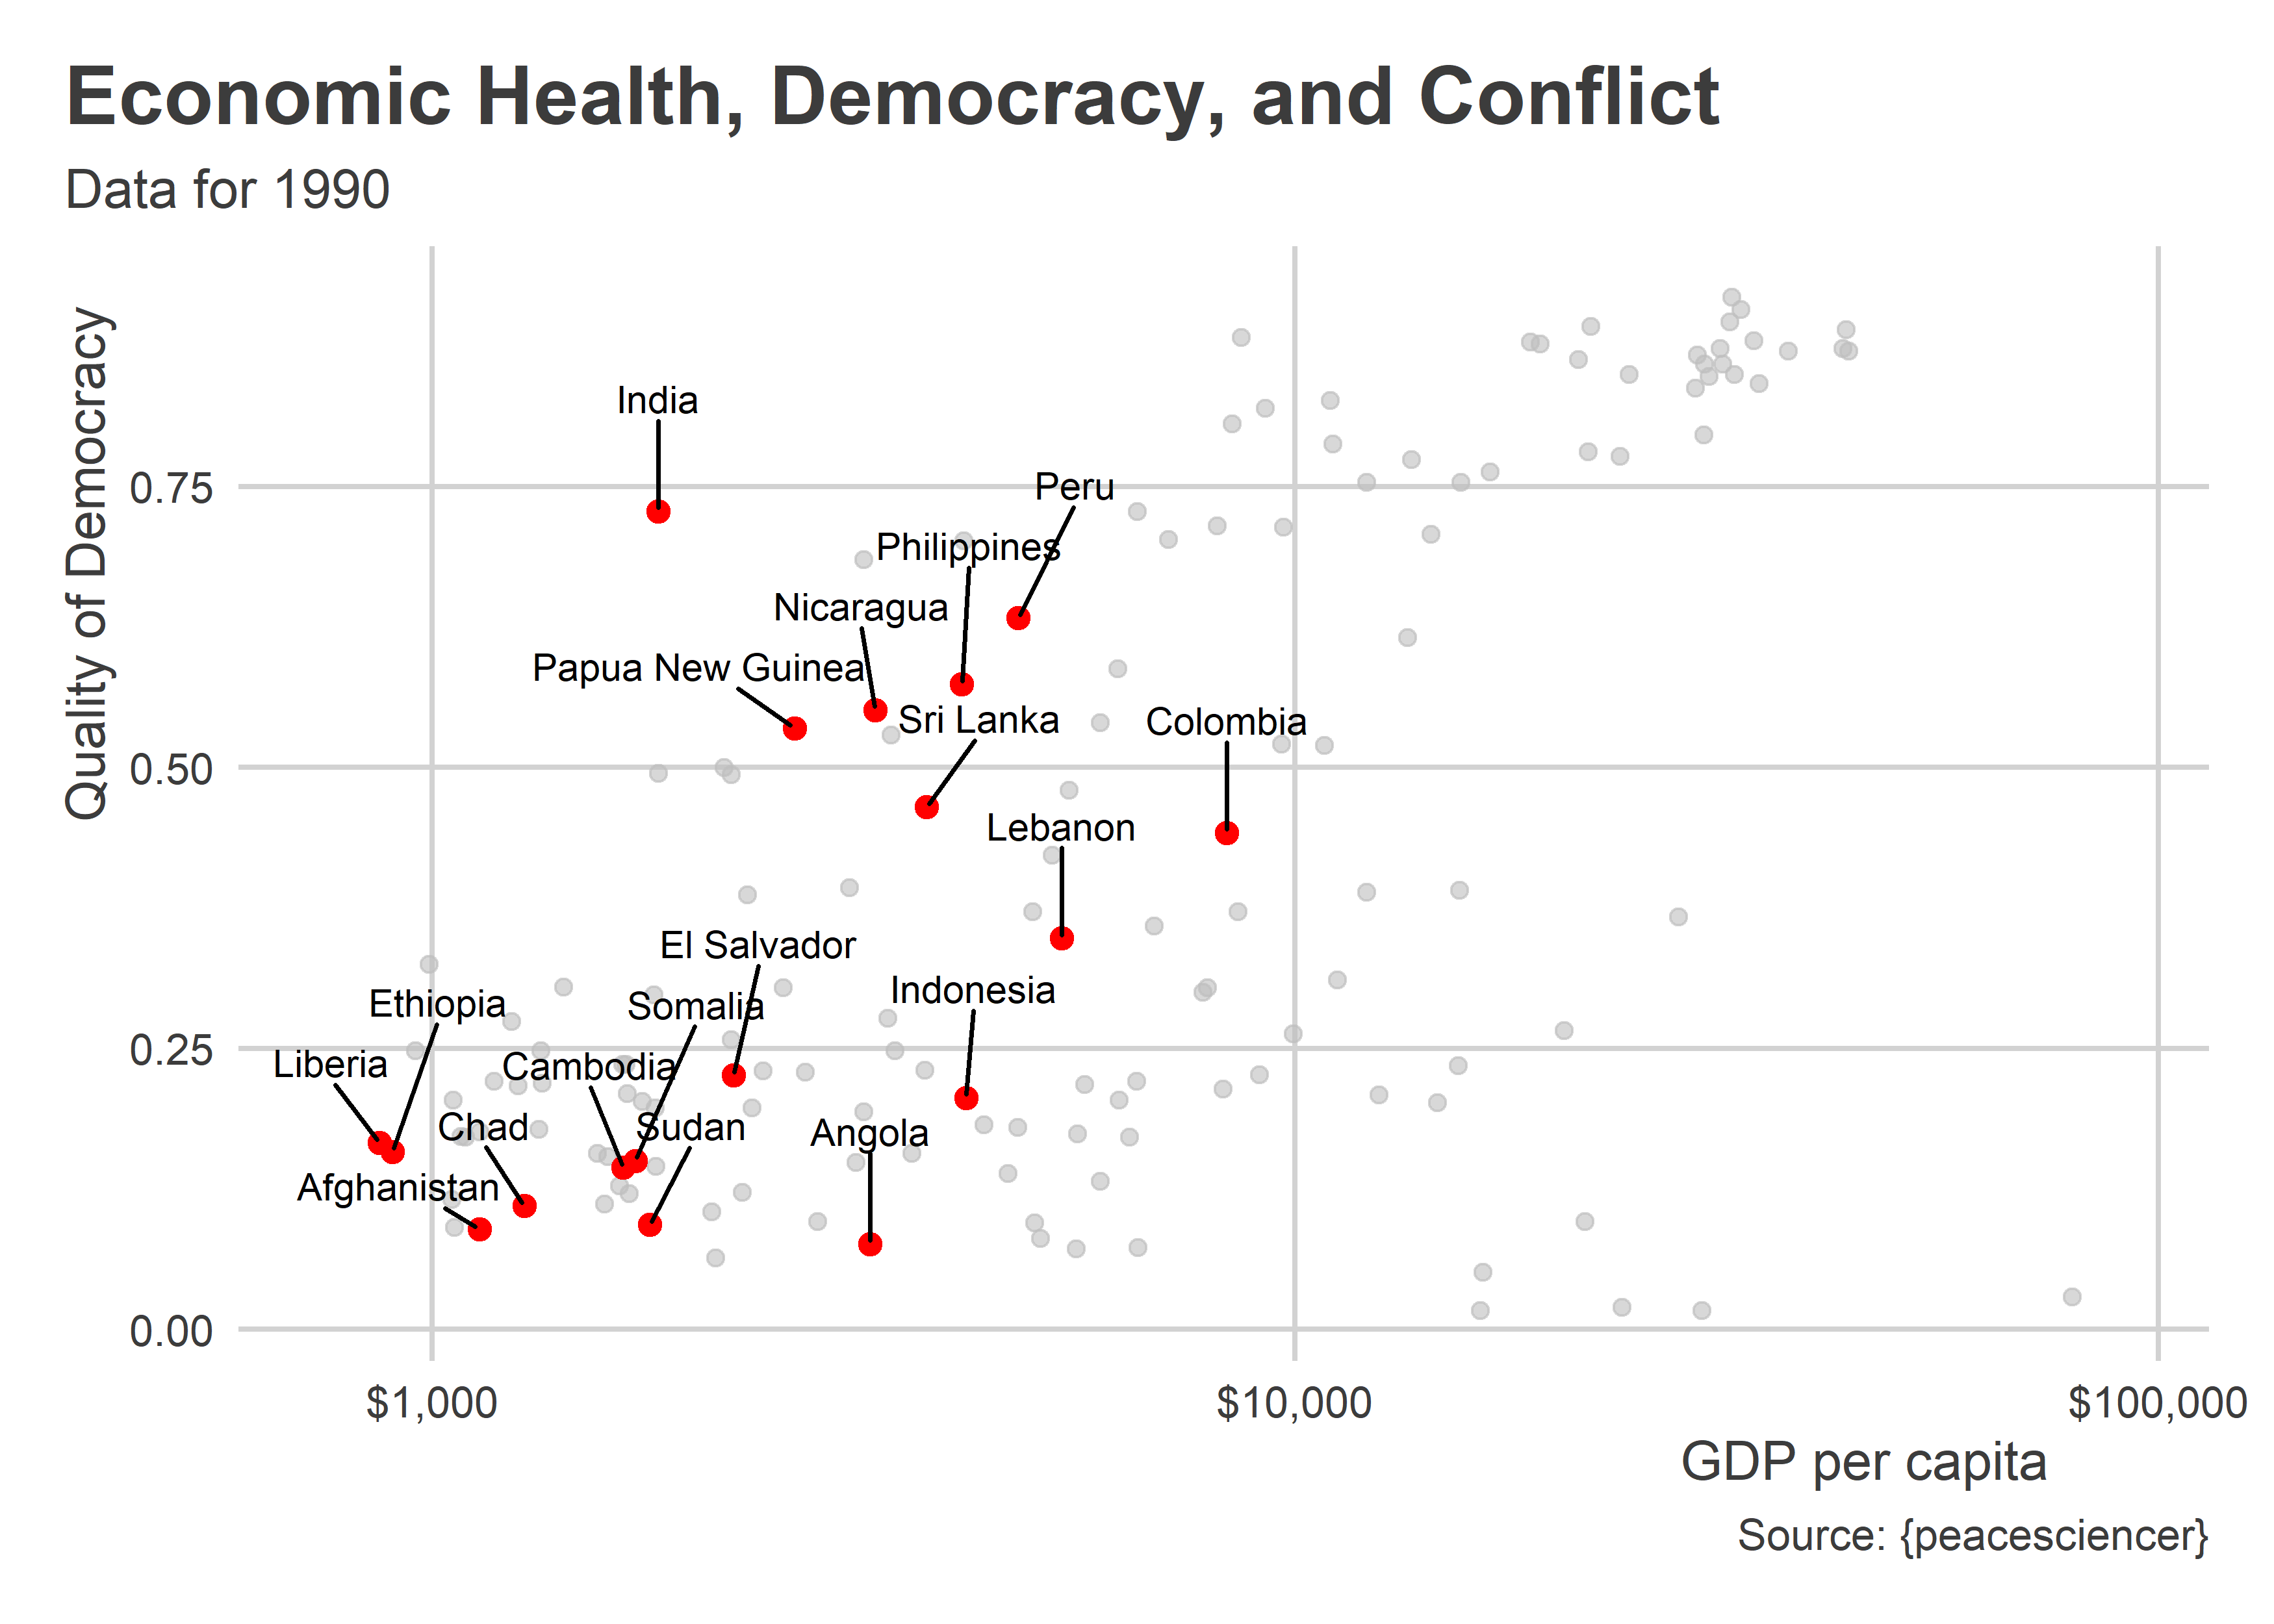 Economic Health, Democracy, and Conflict
Data for 1990
Quality of Democracy
0.75
0.50
0.25
0.00
India
Peru
Philippines
Nicaragua
Papua New Guinea
Sri Lanka
Colombia
Lebanon
El Salvador
Indonesia
Ethiopia
Somalia
Liberia
Cambodia
Chad
Sudan
Angola
Afghanistan
$1,000
$10,000
$100,000
GDP per capita
Source: {peacesciencer}